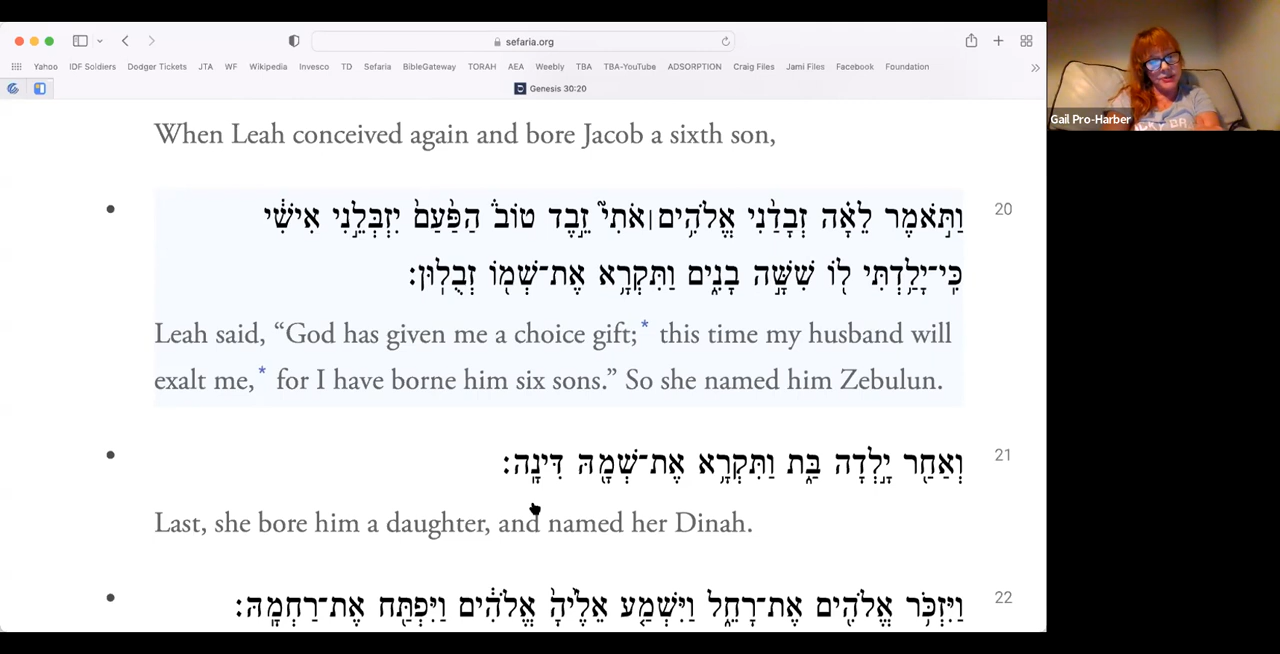 sefaria.org
Yahoo IDF Soldiers Dodger Tickets JTA WF Wikipedia Invesco TD Sefaria BibleGateway TORAH AEA Weebly TBA TBA-YouTube ADSORPTION Craig Files Jami Files Facebook Foundation
Genesis 30:20
Gail Pro-Harber
When Leah conceived again and bore Jacob a sixth son,
20
וַתֹּ֣אמֶר לֵאָ֗ה זְבָדַ֨נִי אֱלֹהִ֥ים ׀ אֹתִי֮ זֵ֣בֶד טוֹב֒ הַפַּ֙עַם֙ יִזְבְּלֵ֣נִי אִישִׁ֔י
כִּֽי־יָלַ֥דְתִּי ל֖וֹ שִׁשָּׁ֣ה בָנִ֑ים וַתִּקְרָ֥א אֶת־שְׁמ֖וֹ זְבֻלֽוּן׃
Leah said, “God has given me a choice gift;* this time my husband will
exalt me,* for I have borne him six sons.” So she named him Zebulun.
21
וְאַחַ֖ר יָ֣לְדָה בַּ֑ת וַתִּקְרָ֥א אֶת־שְׁמָ֖הּ דִּינָֽה׃
Last, she bore him a daughter, and named her Dinah.
22
וַיִּזְכֹּ֥ר אֱלֹהִ֖ים אֶת־רָחֵ֑ל וַיִּשְׁמַ֤ע אֵלֶ֙יהָ֙ אֱלֹהִ֔ים וַיִּפְתַּ֖ח אֶת־רַחְמָֽהּ׃